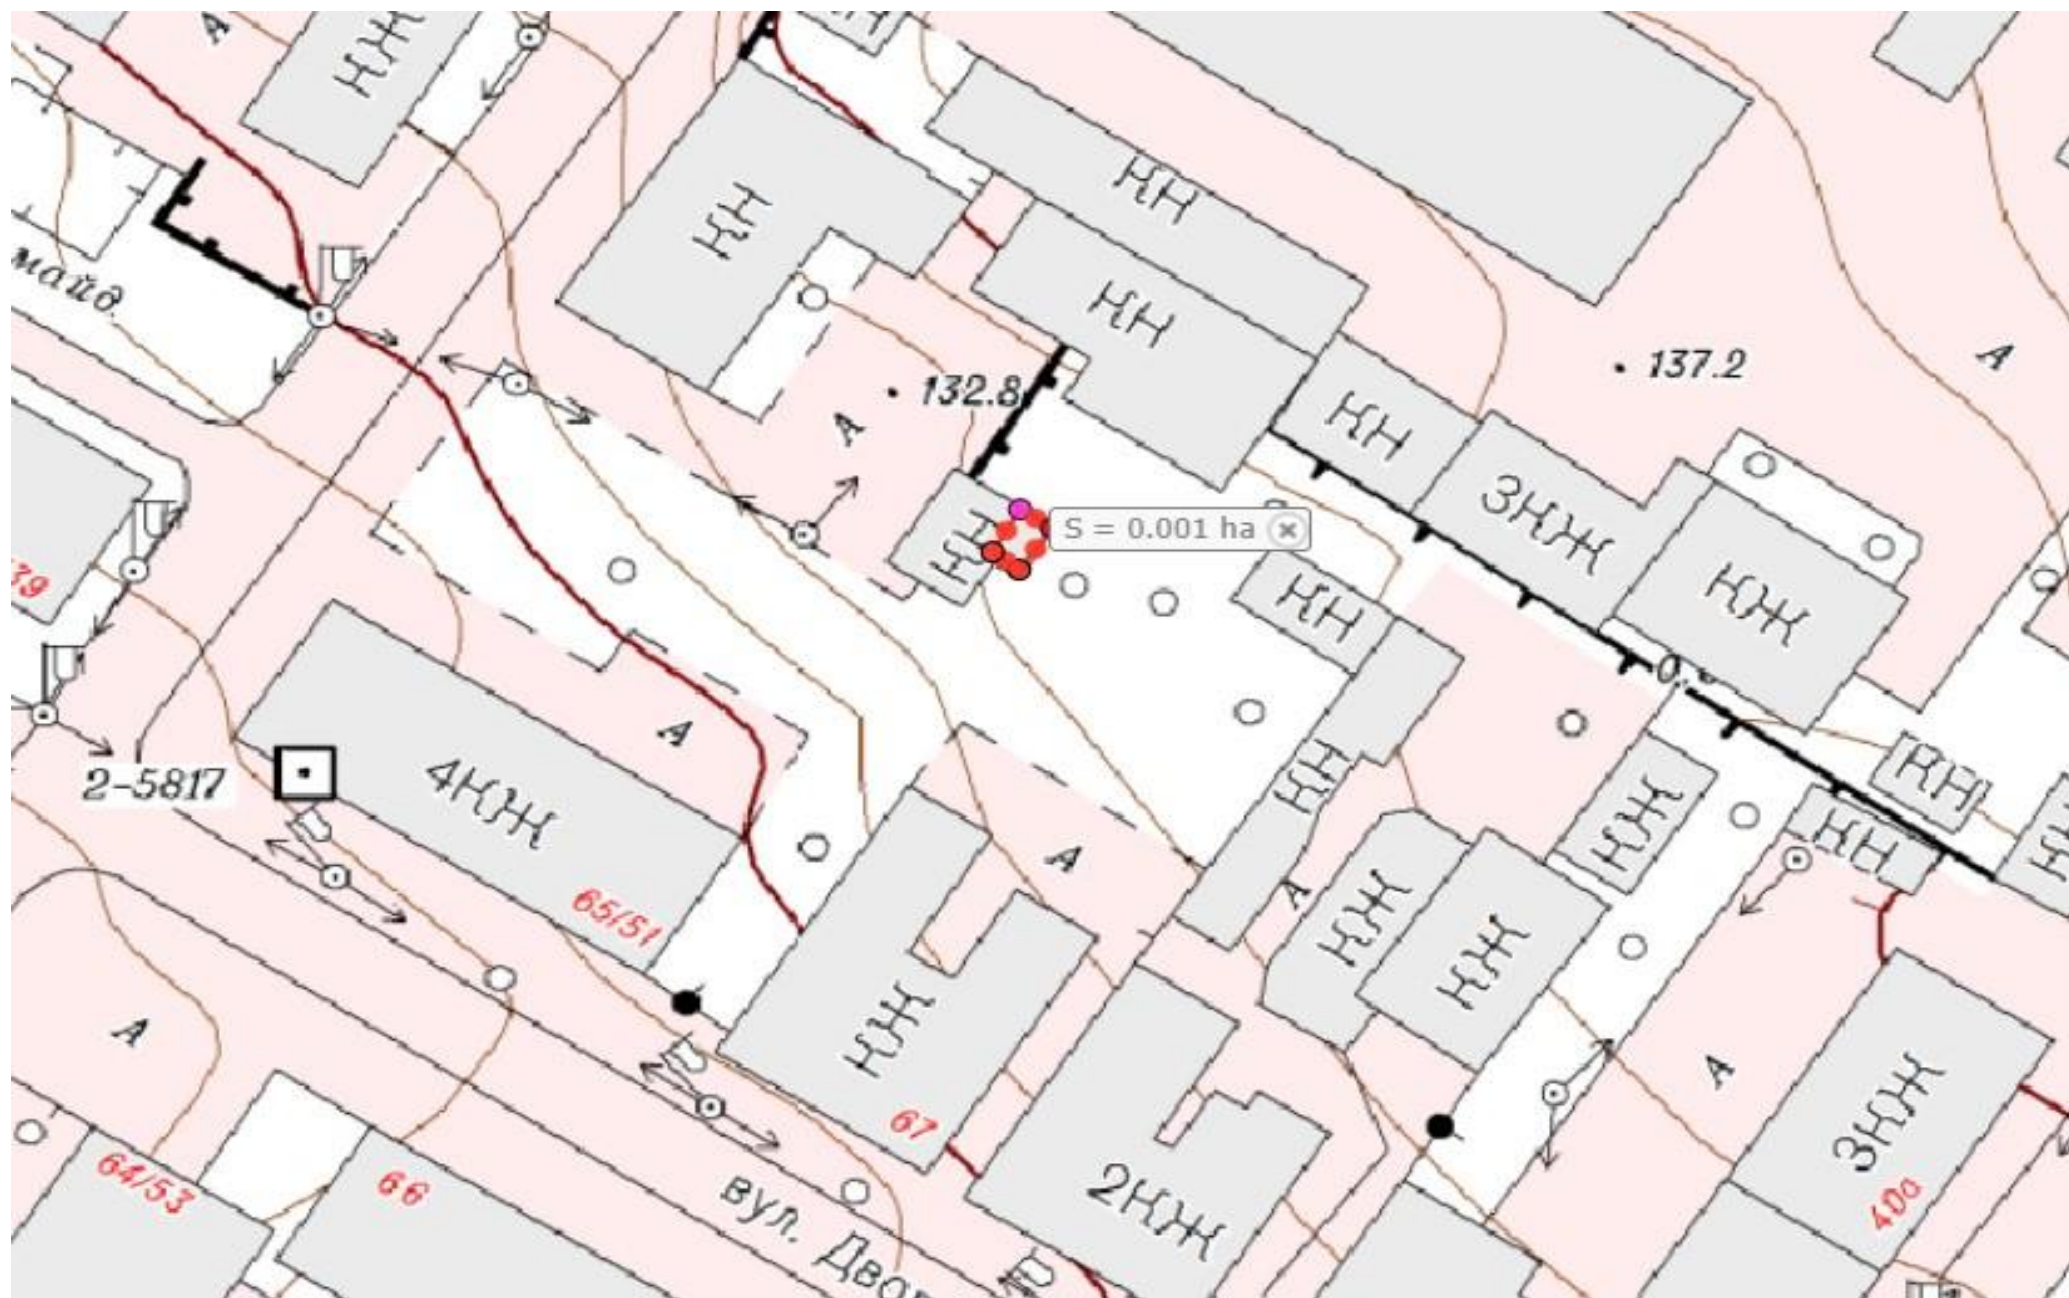 А
КЖ
КН
КН
майд.
КН
КН
132.8
137.2
А
А
КН
3КЖ
S = 0.001 ha
КН
КЖ
39
КН
0.
А
КН
КН
2-5817
4КЖ
КЖ
КН
А
65/51
А
КЖ
КЖ
А
КЖ
А
67
3КЖ
64/53
66
2КЖ
40а
вул. Двор